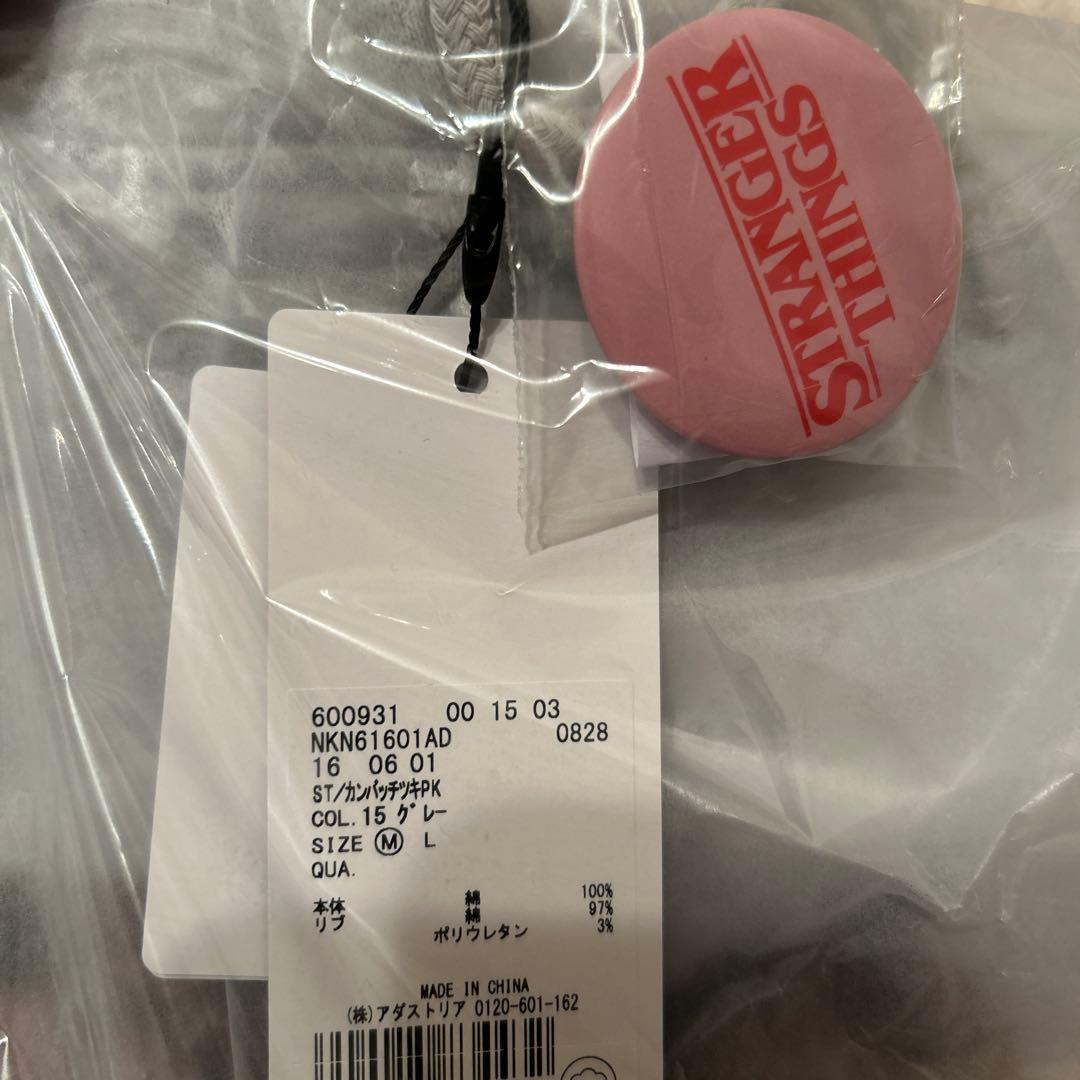 STRANGER
THINGS
600931 00 15 03
NKN61601AD 0828
16 06 01
ST/カンバッチツキPK
COL.15 グレー
SIZE Ⓜ L
QUA.
本体 綿 100%
リブ 綿 97%
ポリウレタン 3%
MADE IN CHINA
(株)アダストリア 0120-601-162